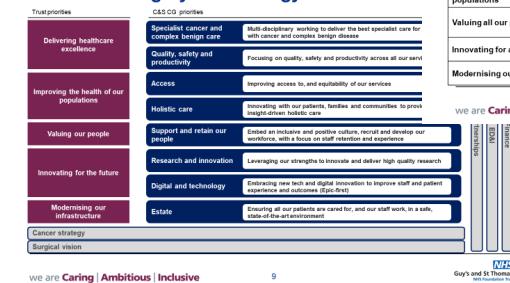 Trust priorities
C&S CG priorities
Delivering healthcare
excellence
Specialist cancer and
complex benign care
Multi-disciplinary working to deliver the best specialist care for
with cancer and complex benign disease
Quality, safety and
productivity
Focusing on quality, safety and productivity across all our
Improving the health of our
populations
Access
Improving access to, and equitability of our services
Holistic care
Innovating with our patients, families and communities to
insight-driven holistic care
Valuing our people
Support and retain our
people
Embed an inclusive and positive culture, recruit and develop our
workforce, with a focus on staff retention and experience
Innovating for the future
Research and innovation
Leveraging our strengths to innovate and deliver high quality research
Digital and technology
Embracing new tech and digital innovation to improve staff and patient
experience and outcomes (Epic-first)
Modernising our
infrastructure
Estate
Ensuring all our patients are cared for, and our staff work, in a safe,
state-of-the-art environment
Cancer strategy
Surgical vision
we are Caring | Ambitious | Inclusive
9
populations
Valuing all our
Innovating for
Modernising
we are
ED&I
NHS
Guy's and St
NHS Foundation